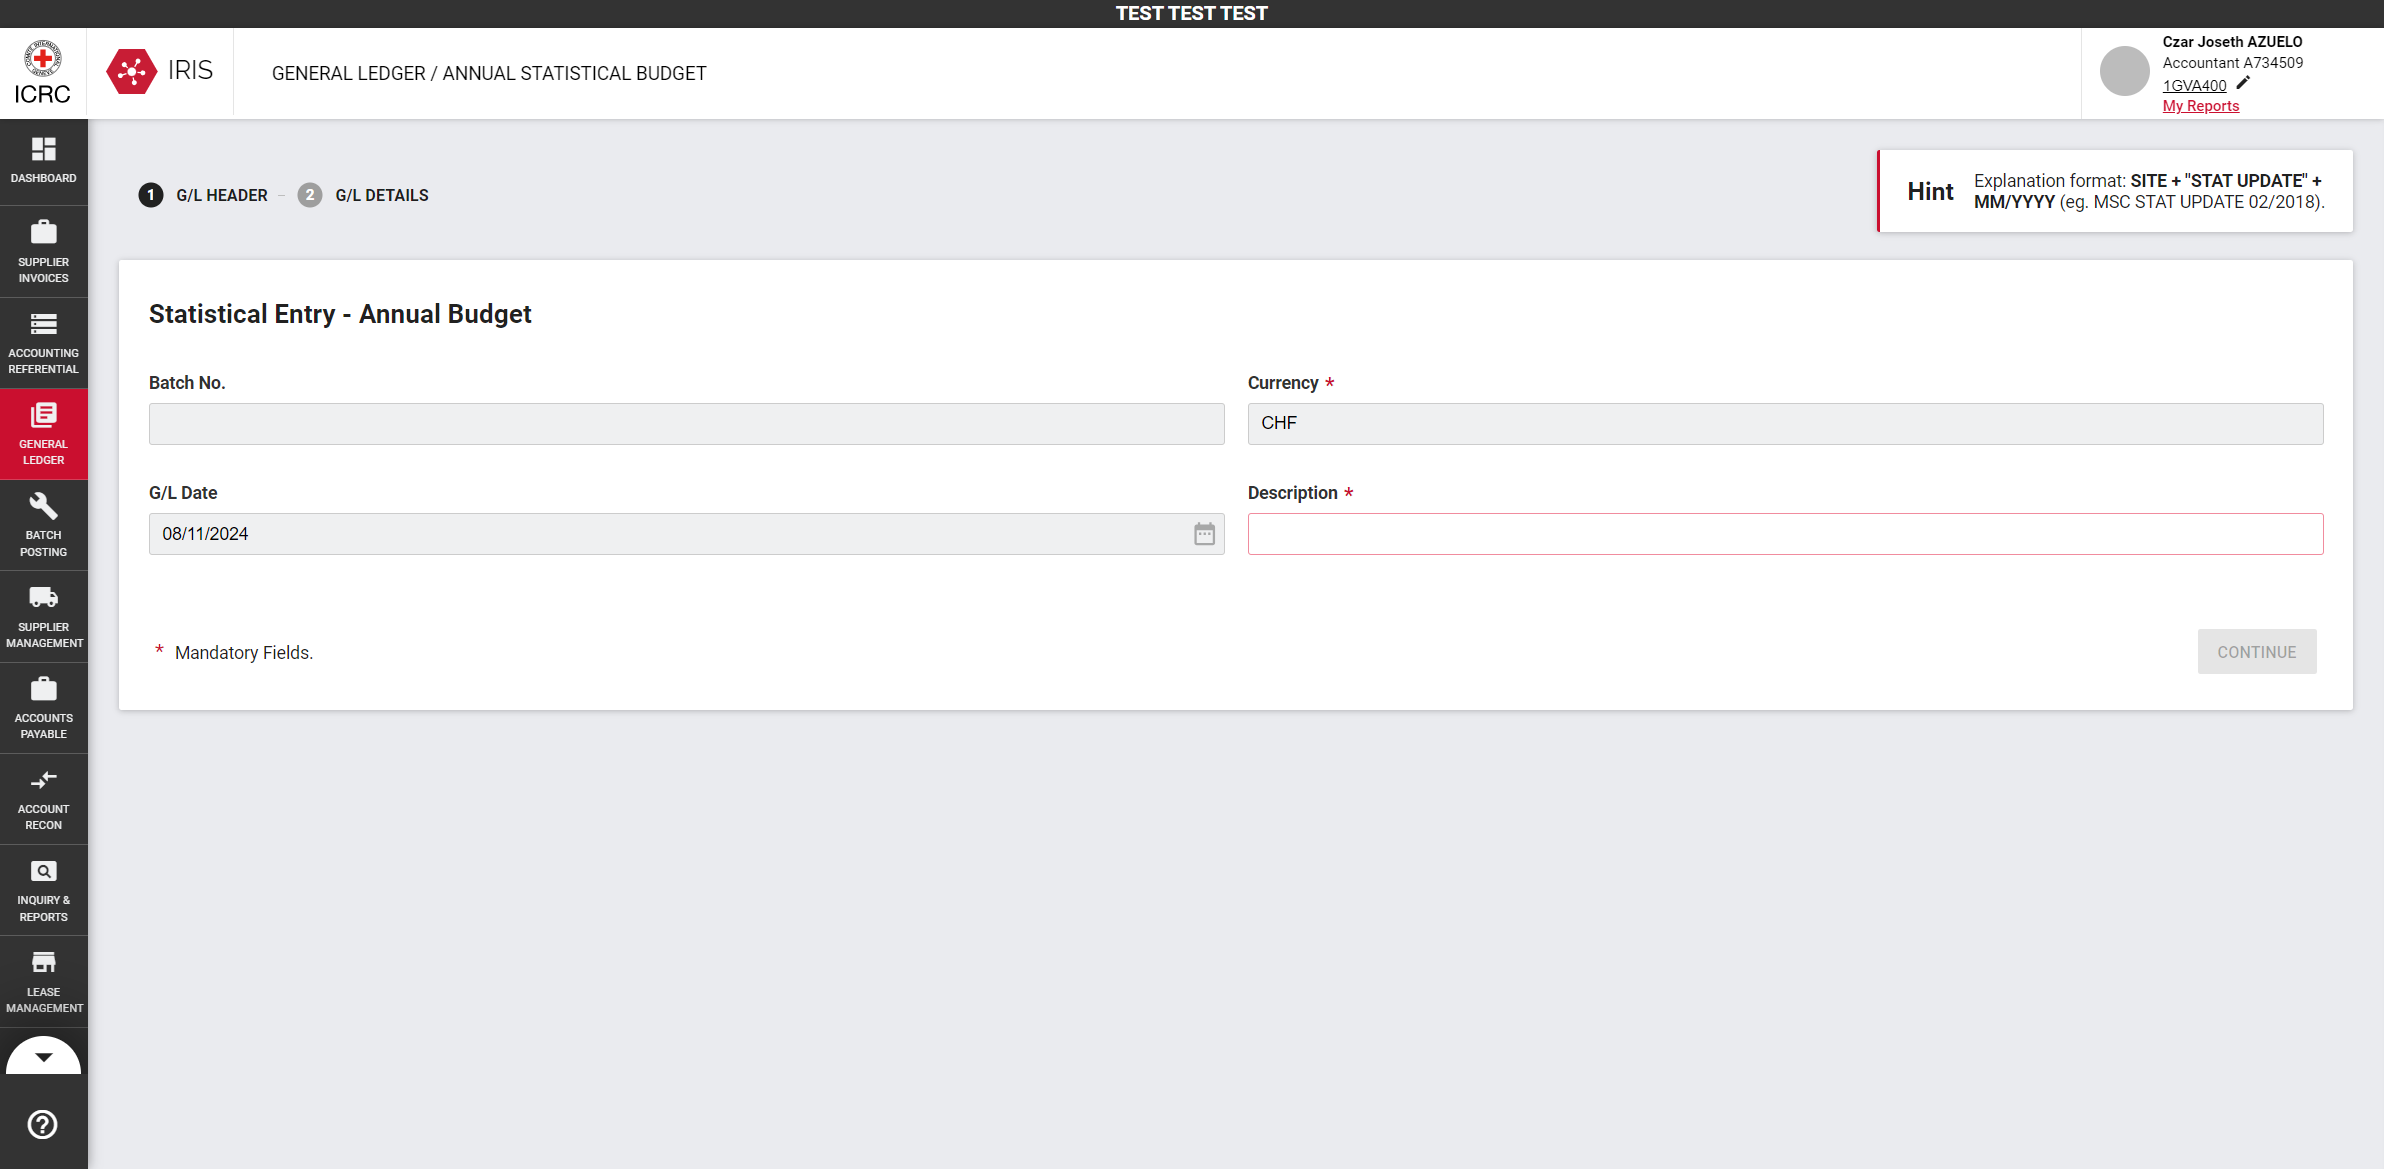 TEST TEST TEST
ICRC
IRIS
GENERAL LEDGER / ANNUAL STATISTICAL BUDGET
Czar Joseth AZUELO
Accountant A734509
1GVA400
My Reports
DASHBOARD
SUPPLIER
INVOICES
ACCOUNTING
REFERENTIAL
GENERAL
LEDGER
BATCH
POSTING
SUPPLIER
MANAGEMENT
ACCOUNTS
PAYABLE
ACCOUNT
RECON
INQUIRY &
REPORTS
LEASE
MANAGEMENT
1 G/L HEADER – 2 G/L DETAILS
Hint
Explanation format: SITE + "STAT UPDATE" +
MM/YYYY (eg. MSC STAT UPDATE 02/2018).
Statistical Entry - Annual Budget
Batch No.
Currency *
CHF
G/L Date
08/11/2024
Description *
* Mandatory Fields.
CONTINUE